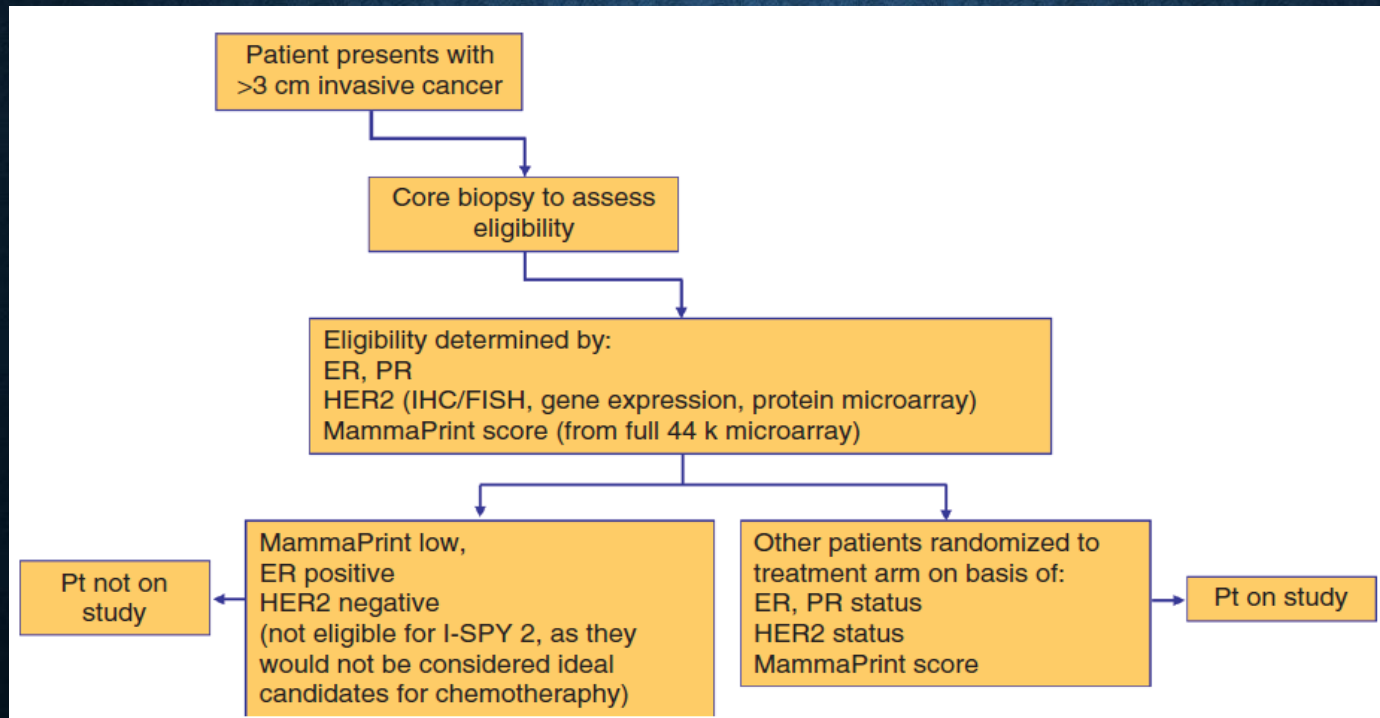 Patient presents with
>3 cm invasive cancer
Core biopsy to assess
eligibility
Eligibility determined by:
ER, PR
HER2 (IHC/FISH, gene expression, protein microarray)
MammaPrint score (from full 44 k microarray)
Pt not on
study
MammaPrint low,
ER positive
HER2 negative
(not eligible for I-SPY 2, as they
would not be considered ideal
candidates for chemotheraphy)
Other patients randomized to
treatment arm on basis of:
ER, PR status
HER2 status
MammaPrint score
Pt on study